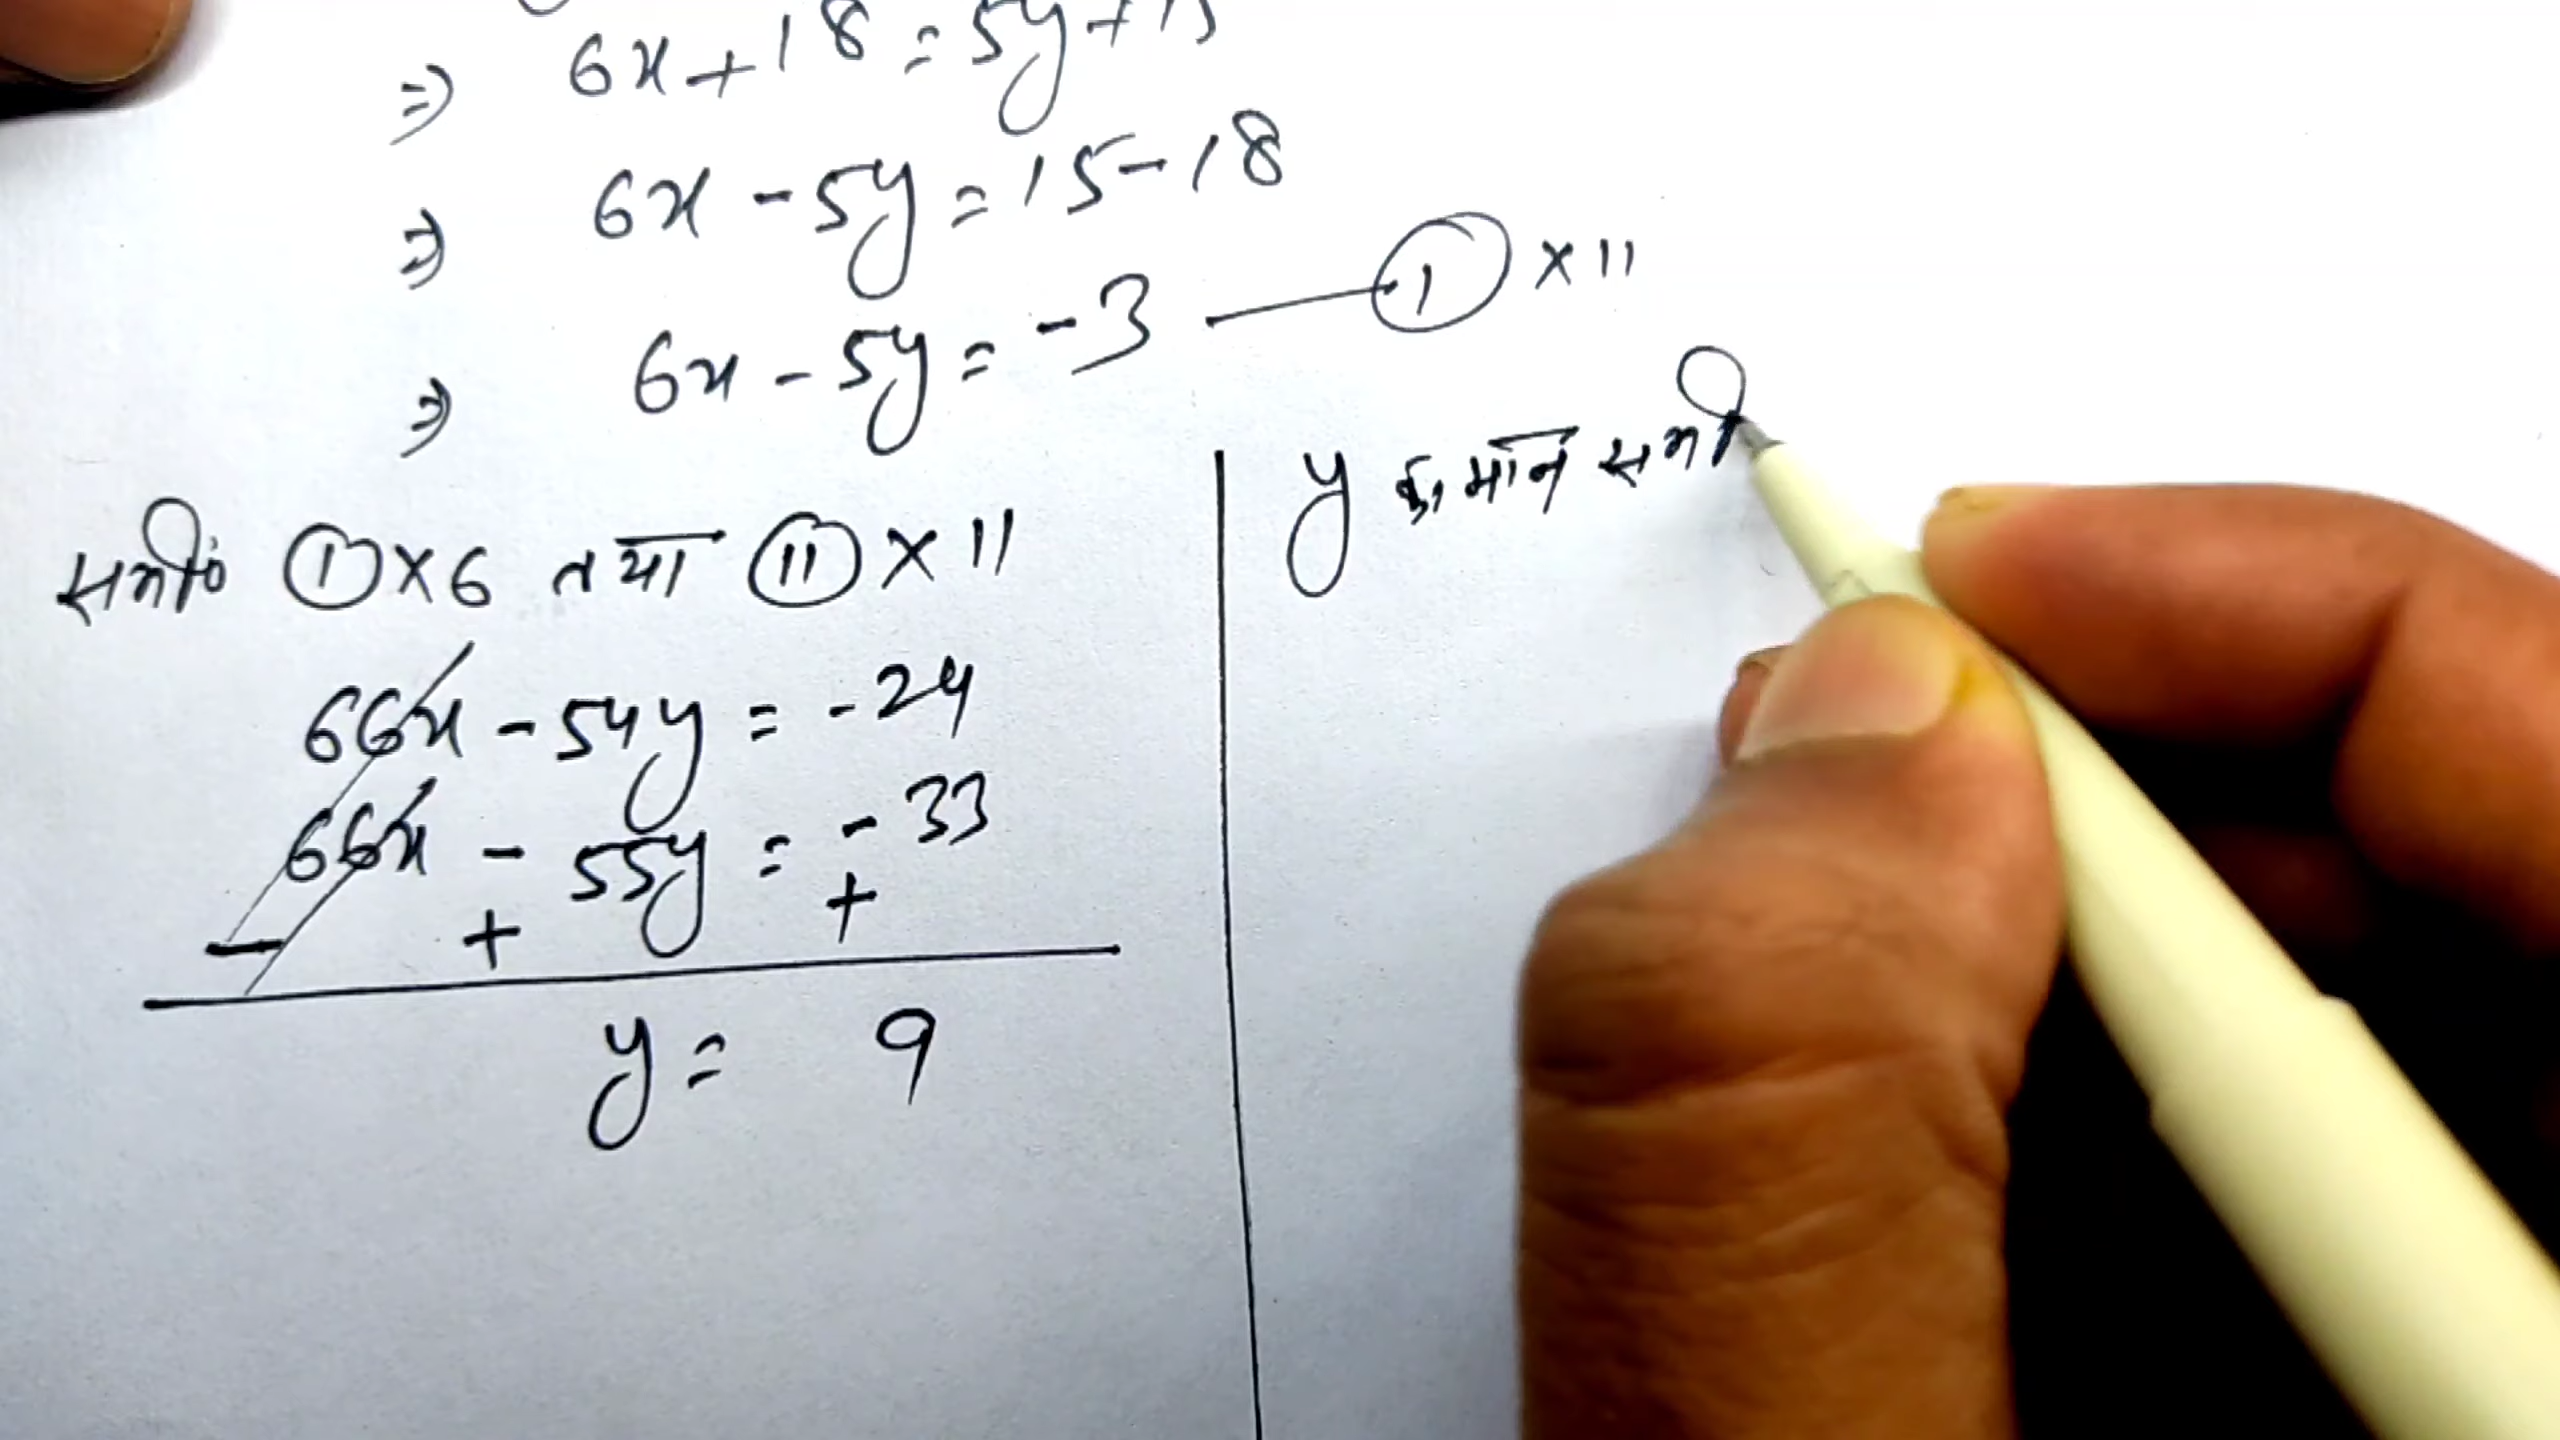 ⇒ 6x + 18 = 5y + 15
⇒ 6x - 5y = 15 - 18
⇒ 6x - 5y = -3 — (1) × 11
समी० (1) × 6 तथा (11) × 11
66x - 54y = -24
66x - 55y = -33
- + +
y = 9
y का मान समी